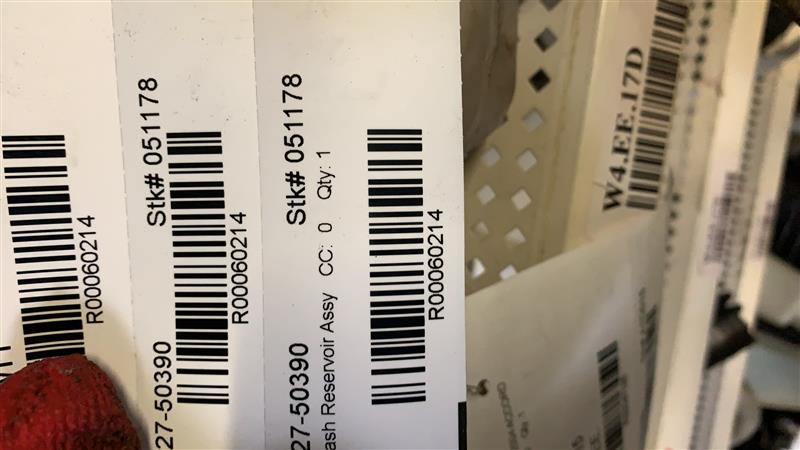 R00060214
27-50390 Stk# 051178
R00060214
27-50390 Stk# 051178
ash Reservoir Assy CC: 0 Qty: 1
R00060214
W4.EE.17D